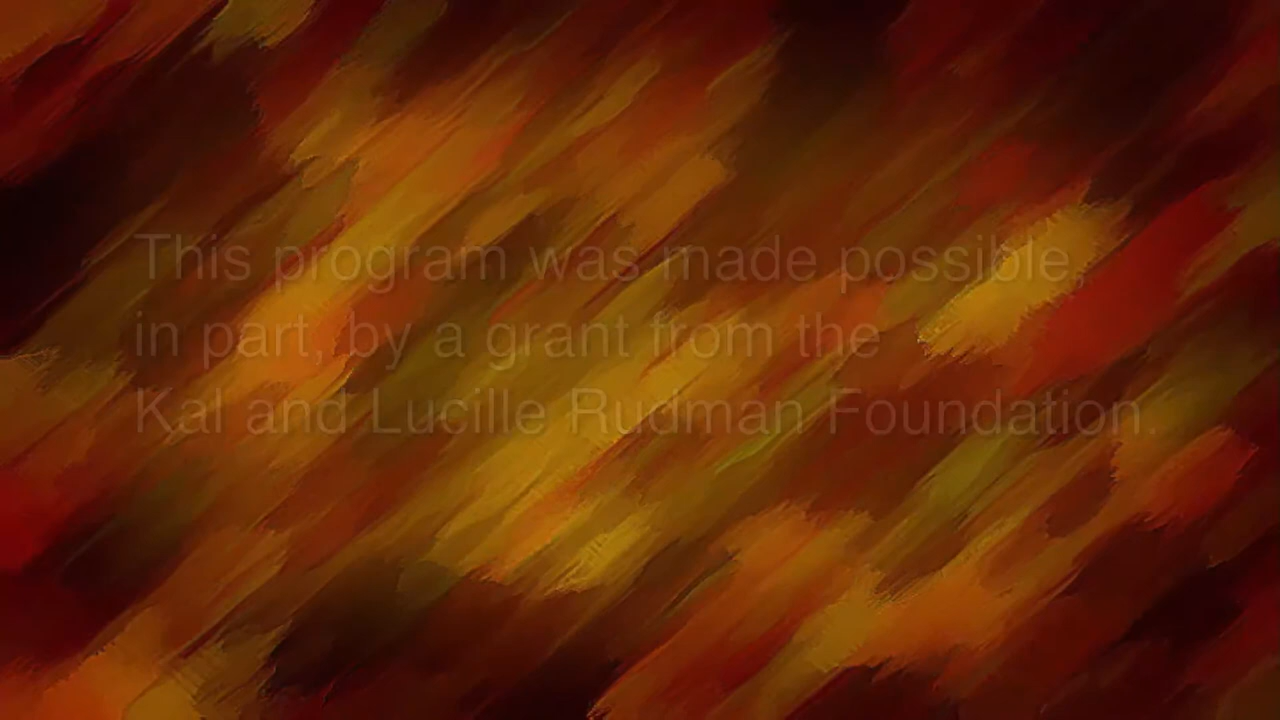 This program was made possible
in part, by a grant from the
Kal and Lucille Rudman Foundation.